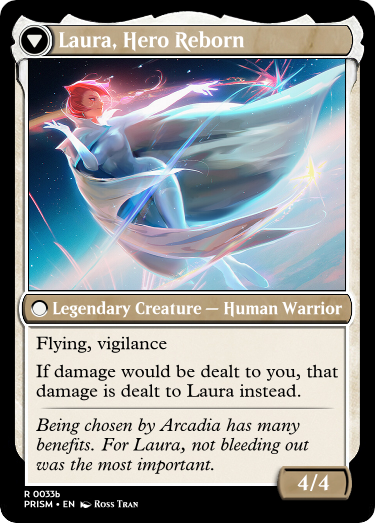 Laura, Hero Reborn
Legendary Creature — Human Warrior
Flying, vigilance
If damage would be dealt to you, that
damage is dealt to Laura instead.
Being chosen by Arcadia has many
benefits. For Laura, not bleeding out
was the most important.
4/4
R 0033b
PRISM • EN Ross Tran